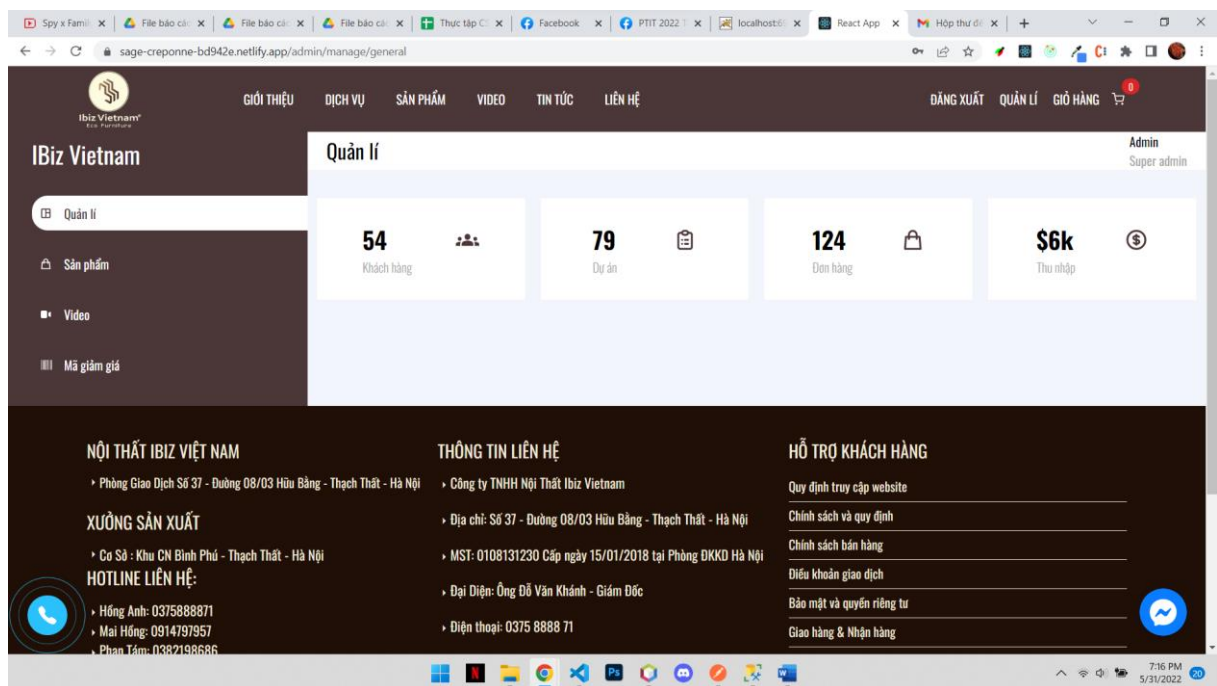 Spy x Famil
File báo các
File báo các
File báo các
Thực tập CS
Facebook
PTIT 2022
localhost:
React App
Hộp thư đế
sage-creponne-bd942e.netlify.app/admin/manage/general
Ibiz Vietnam
Eco Furniture
GIỚI THIỆU DỊCH VỤ SẢN PHẨM VIDEO TIN TỨC LIÊN HỆ
ĐĂNG XUẤT QUẢN LÍ GIỎ HÀNG 0
IBiz Vietnam
Quản lí
Sản phẩm
Video
Mã giảm giá
Quản lí
Admin
Super admin
54
Khách hàng
79
Dự án
124
Đơn hàng
$6k
Thu nhập
NỘI THẤT IBIZ VIỆT NAM
Phòng Giao Dịch Số 37 - Đường 08/03 Hữu Bằng - Thạch Thất - Hà Nội
XUỞNG SẢN XUẤT
Cơ Sở : Khu CN Bình Phú - Thạch Thất - Hà Nội
HOTLINE LIÊN HỆ:
Hồng Anh: 0375888871
Mai Hồng: 0914797957
Phan Tám: 0382198686
THÔNG TIN LIÊN HỆ
Công ty TNHH Nội Thất Ibiz Vietnam
Địa chỉ: Số 37 - Đường 08/03 Hữu Bằng - Thạch Thất - Hà Nội
MST: 0108131230 Cấp ngày 15/01/2018 tại Phòng ĐKKD Hà Nội
Đại Diện: Ông Đỗ Văn Khánh - Giám Đốc
Điện thoại: 0375 8888 71
HỖ TRỢ KHÁCH HÀNG
Quy định truy cập website
Chính sách và quy định
Chính sách bán hàng
Điều khoản giao dịch
Bảo mật và quyền riêng tư
Giao hàng & Nhận hàng
7:16 PM
5/31/2022
20